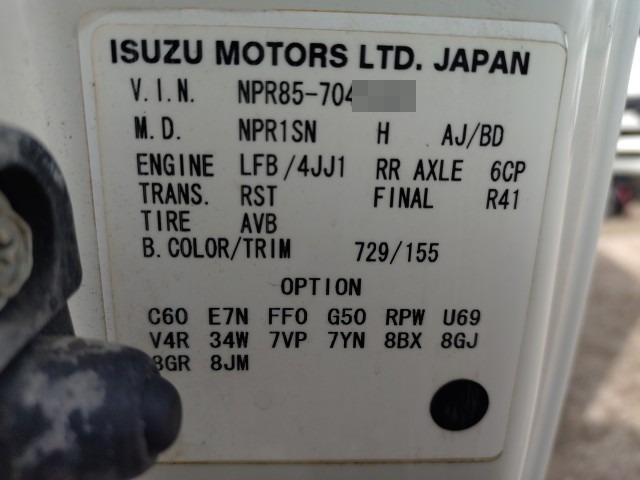 ISUZU MOTORS LTD. JAPAN
V.I.N. NPR85-704
M.D. NPR1SN H AJ/BD
ENGINE LFB/4JJ1 RR AXLE 6CP
TRANS. RST FINAL R41
TIRE AVB
B.COLOR/TRIM 729/155
OPTION
C60 E7N FF0 G50 RPW U69
V4R 34W 7VP 7YN 8BX 8GJ
8GR 8JM